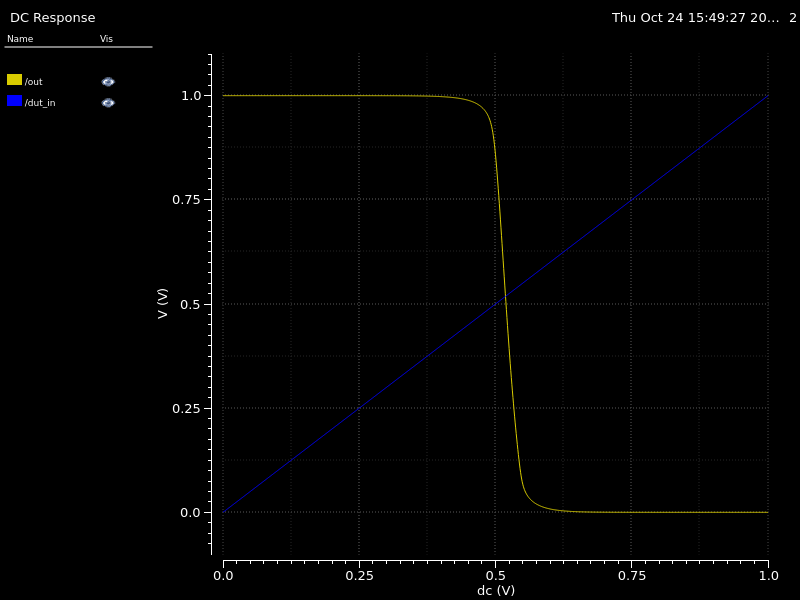 DC Response
Thu Oct 24 15:49:27 20... 2
Name Vis
/out
/dut_in
1.0
0.75
V (V)
0.5
0.25
0.0
0.0 0.25 0.5 0.75 1.0
dc (V)